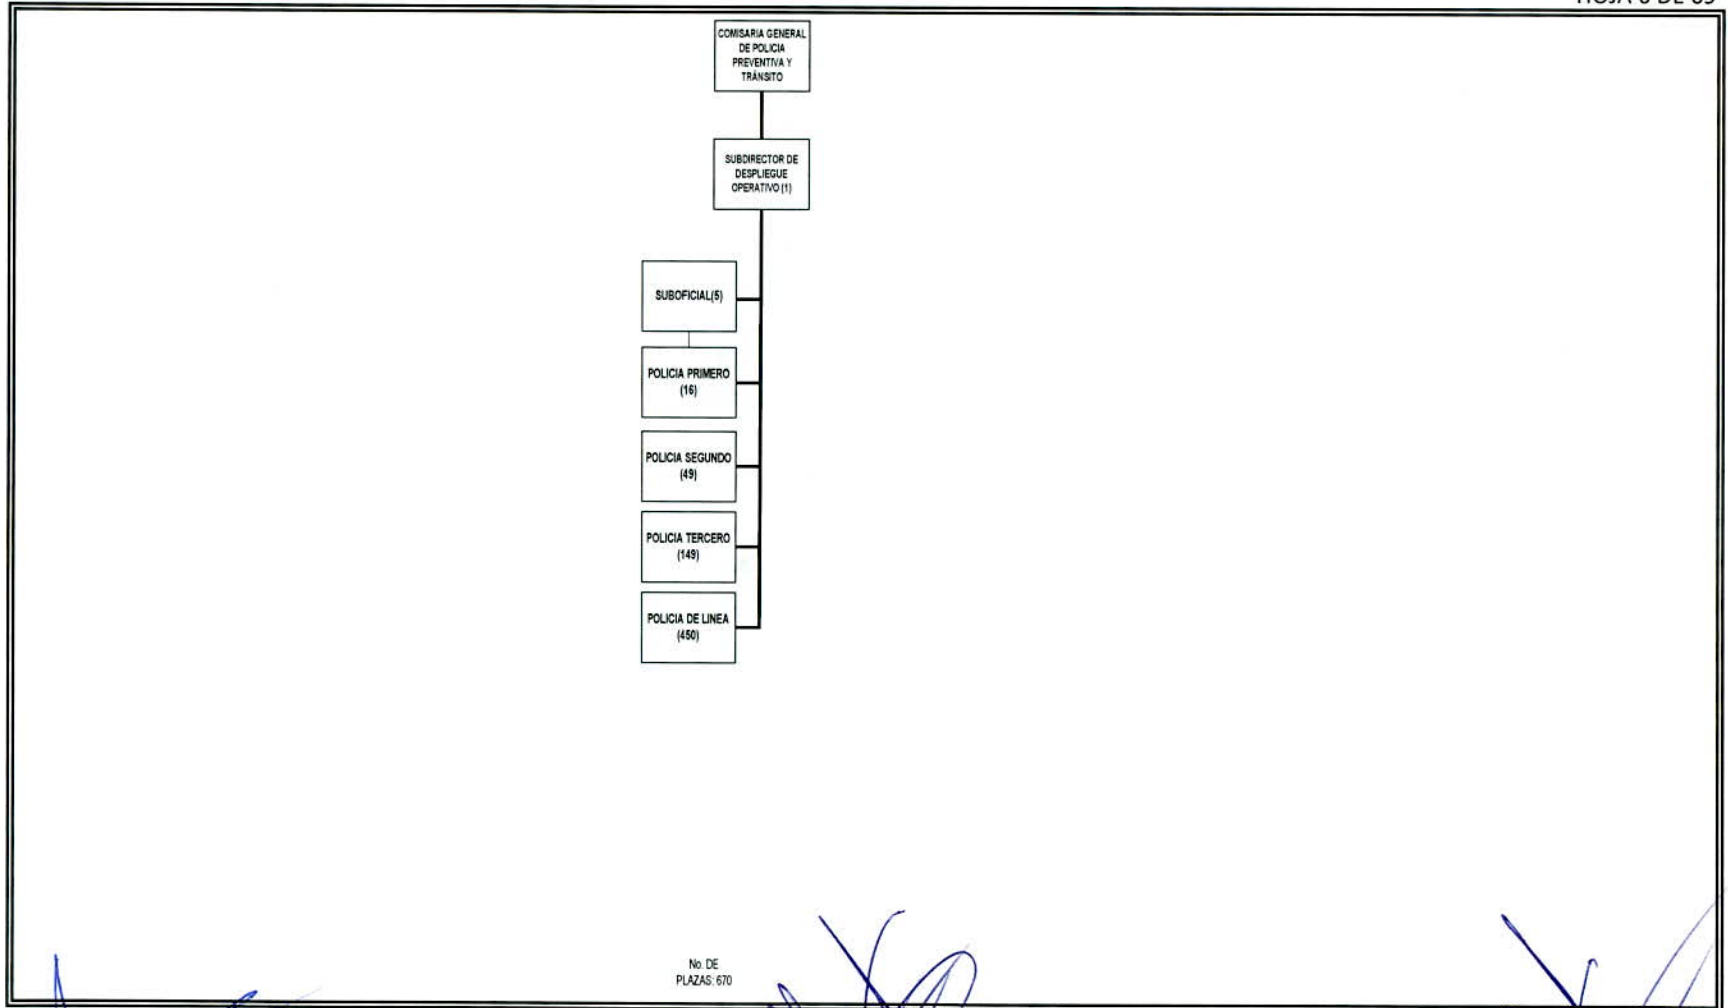 COMISARIA GENERAL
DE POLICIA
PREVENTIVA Y
TRÁNSITO
SUBDIRECTOR DE
DESPLIEGUE
OPERATIVO (1)
SUBOFICIAL(5)
POLICIA PRIMERO
(16)
POLICIA SEGUNDO
(49)
POLICIA TERCERO
(149)
POLICIA DE LINEA
(450)
No. DE
PLAZAS: 670